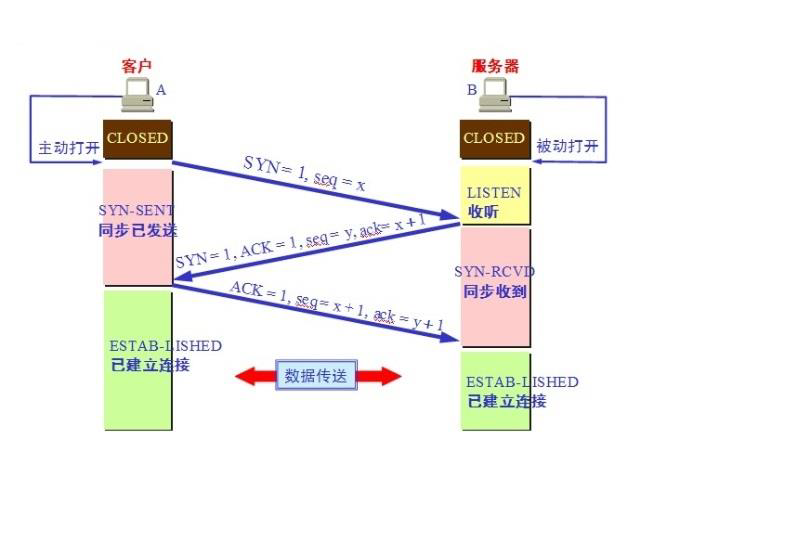 客户
服务器
A
B
CLOSED
CLOSED
主动打开
被动打开
SYN = 1, seq = x
LISTEN
收听
SYN-SENT
同步已发送
SYN = 1, ACK = 1, seq = y, ack= x + 1
SYN-RCVD
同步收到
ACK = 1, seq = x + 1, ack = y + 1
ESTAB-LISHED
已建立连接
数据传送
ESTAB-LISHED
已建立连接